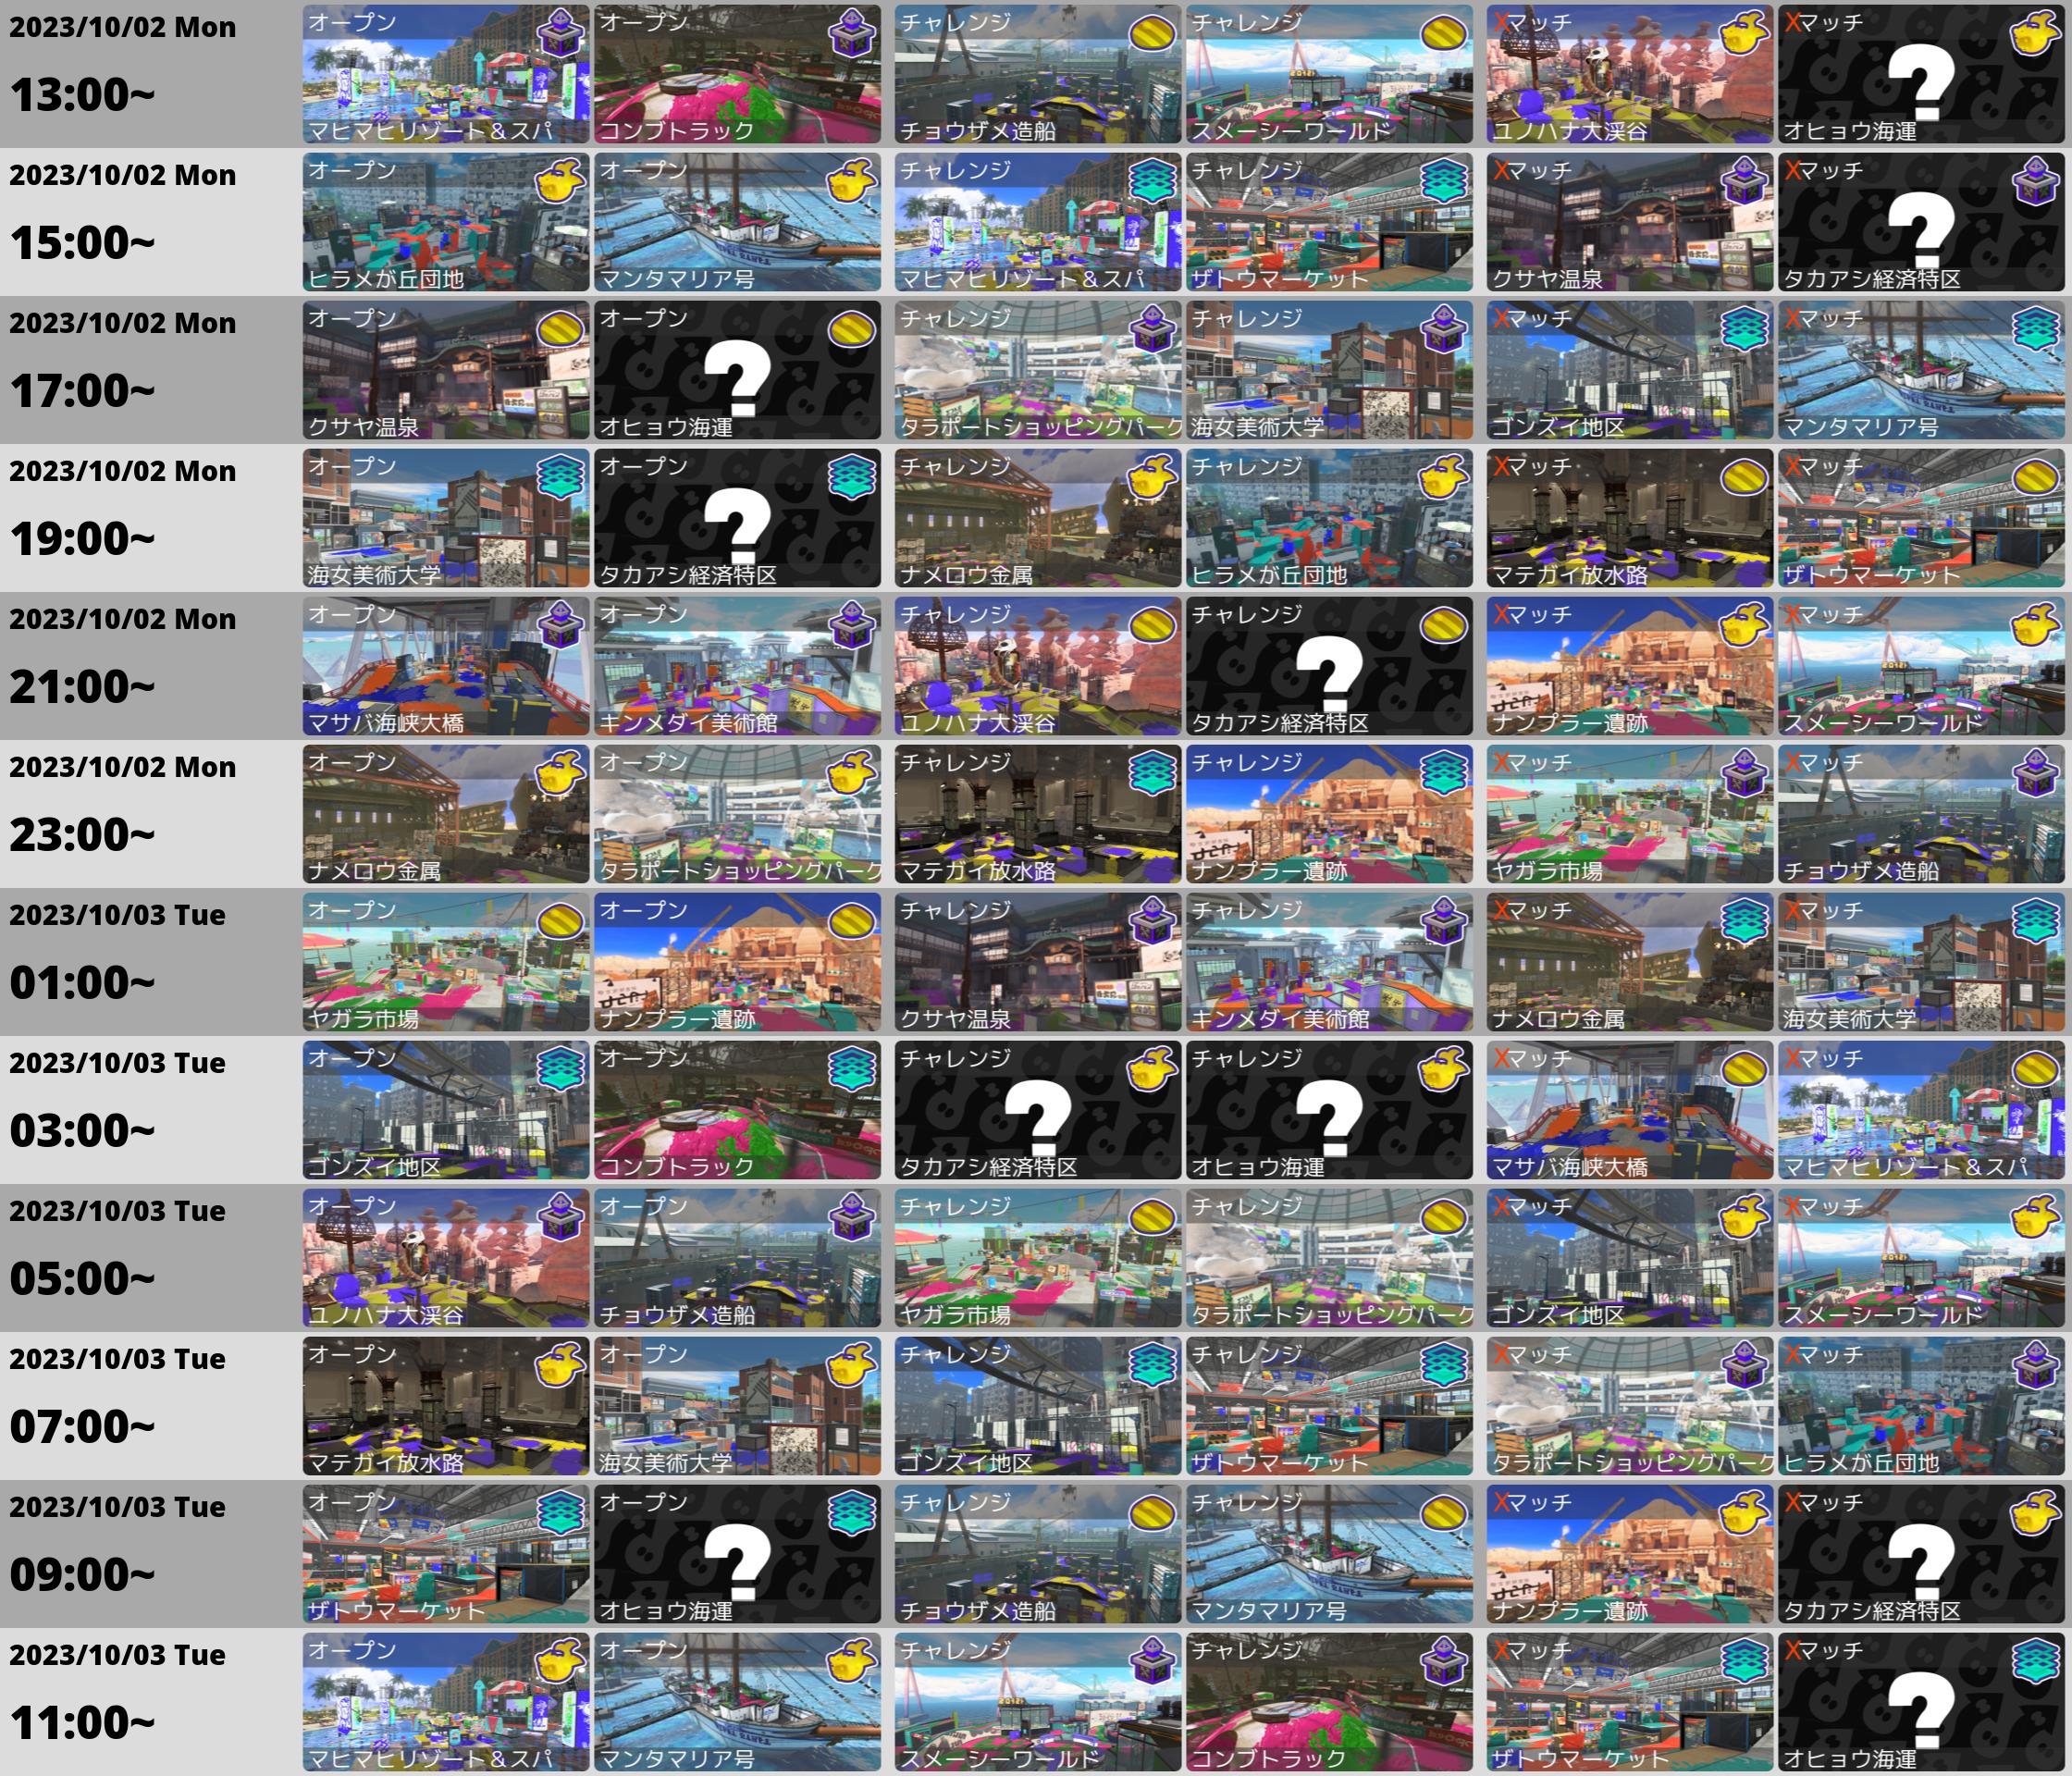 2023/10/02 Mon
13:00~
オープン
マヒマヒリゾート＆スパ
オープン
コンブトラック
チャレンジ
チョウザメ造船
チャレンジ
スメーシーワールド
Xマッチ
ユノハナ大渓谷
Xマッチ
?
オヒョウ海運
2023/10/02 Mon
15:00~
オープン
ヒラメが丘団地
オープン
マンタマリア号
チャレンジ
マヒマヒリゾート＆スパ
チャレンジ
ザトウマーケット
Xマッチ
クサヤ温泉
Xマッチ
?
タカアシ経済特区
2023/10/02 Mon
17:00~
オープン
クサヤ温泉
オープン
?
オヒョウ海運
チャレンジ
タラポートショッピングパーク
チャレンジ
海女美術大学
Xマッチ
ゴンズイ地区
Xマッチ
マンタマリア号
2023/10/02 Mon
19:00~
オープン
海女美術大学
オープン
?
タカアシ経済特区
チャレンジ
ナメロウ金属
チャレンジ
ヒラメが丘団地
Xマッチ
マテガイ放水路
Xマッチ
ザトウマーケット
2023/10/02 Mon
21:00~
オープン
マサバ海峡大橋
オープン
キンメダイ美術館
チャレンジ
ユノハナ大渓谷
チャレンジ
?
タカアシ経済特区
Xマッチ
ナンプラー遺跡
Xマッチ
スメーシーワールド
2023/10/02 Mon
23:00~
オープン
ナメロウ金属
オープン
タラポートショッピングパーク
チャレンジ
マテガイ放水路
チャレンジ
ナンプラー遺跡
Xマッチ
ヤガラ市場
Xマッチ
チョウザメ造船
2023/10/03 Tue
01:00~
オープン
ヤガラ市場
オープン
ナンプラー遺跡
チャレンジ
クサヤ温泉
チャレンジ
キンメダイ美術館
Xマッチ
ナメロウ金属
Xマッチ
海女美術大学
2023/10/03 Tue
03:00~
オープン
ゴンズイ地区
オープン
コンブトラック
チャレンジ
?
タカアシ経済特区
チャレンジ
?
オヒョウ海運
Xマッチ
マサバ海峡大橋
Xマッチ
マヒマヒリゾート＆スパ
2023/10/03 Tue
05:00~
オープン
ユノハナ大渓谷
オープン
チョウザメ造船
チャレンジ
ヤガラ市場
チャレンジ
タラポートショッピングパーク
Xマッチ
ゴンズイ地区
Xマッチ
スメーシーワールド
2023/10/03 Tue
07:00~
オープン
マテガイ放水路
オープン
海女美術大学
チャレンジ
ゴンズイ地区
チャレンジ
ザトウマーケット
Xマッチ
タラポートショッピングパーク
Xマッチ
ヒラメが丘団地
2023/10/03 Tue
09:00~
オープン
ザトウマーケット
オープン
?
オヒョウ海運
チャレンジ
チョウザメ造船
チャレンジ
マンタマリア号
Xマッチ
ナンプラー遺跡
Xマッチ
?
タカアシ経済特区
2023/10/03 Tue
11:00~
オープン
マヒマヒリゾート＆スパ
オープン
マンタマリア号
チャレンジ
スメーシーワールド
チャレンジ
コンブトラック
Xマッチ
ザトウマーケット
Xマッチ
?
オヒョウ海運